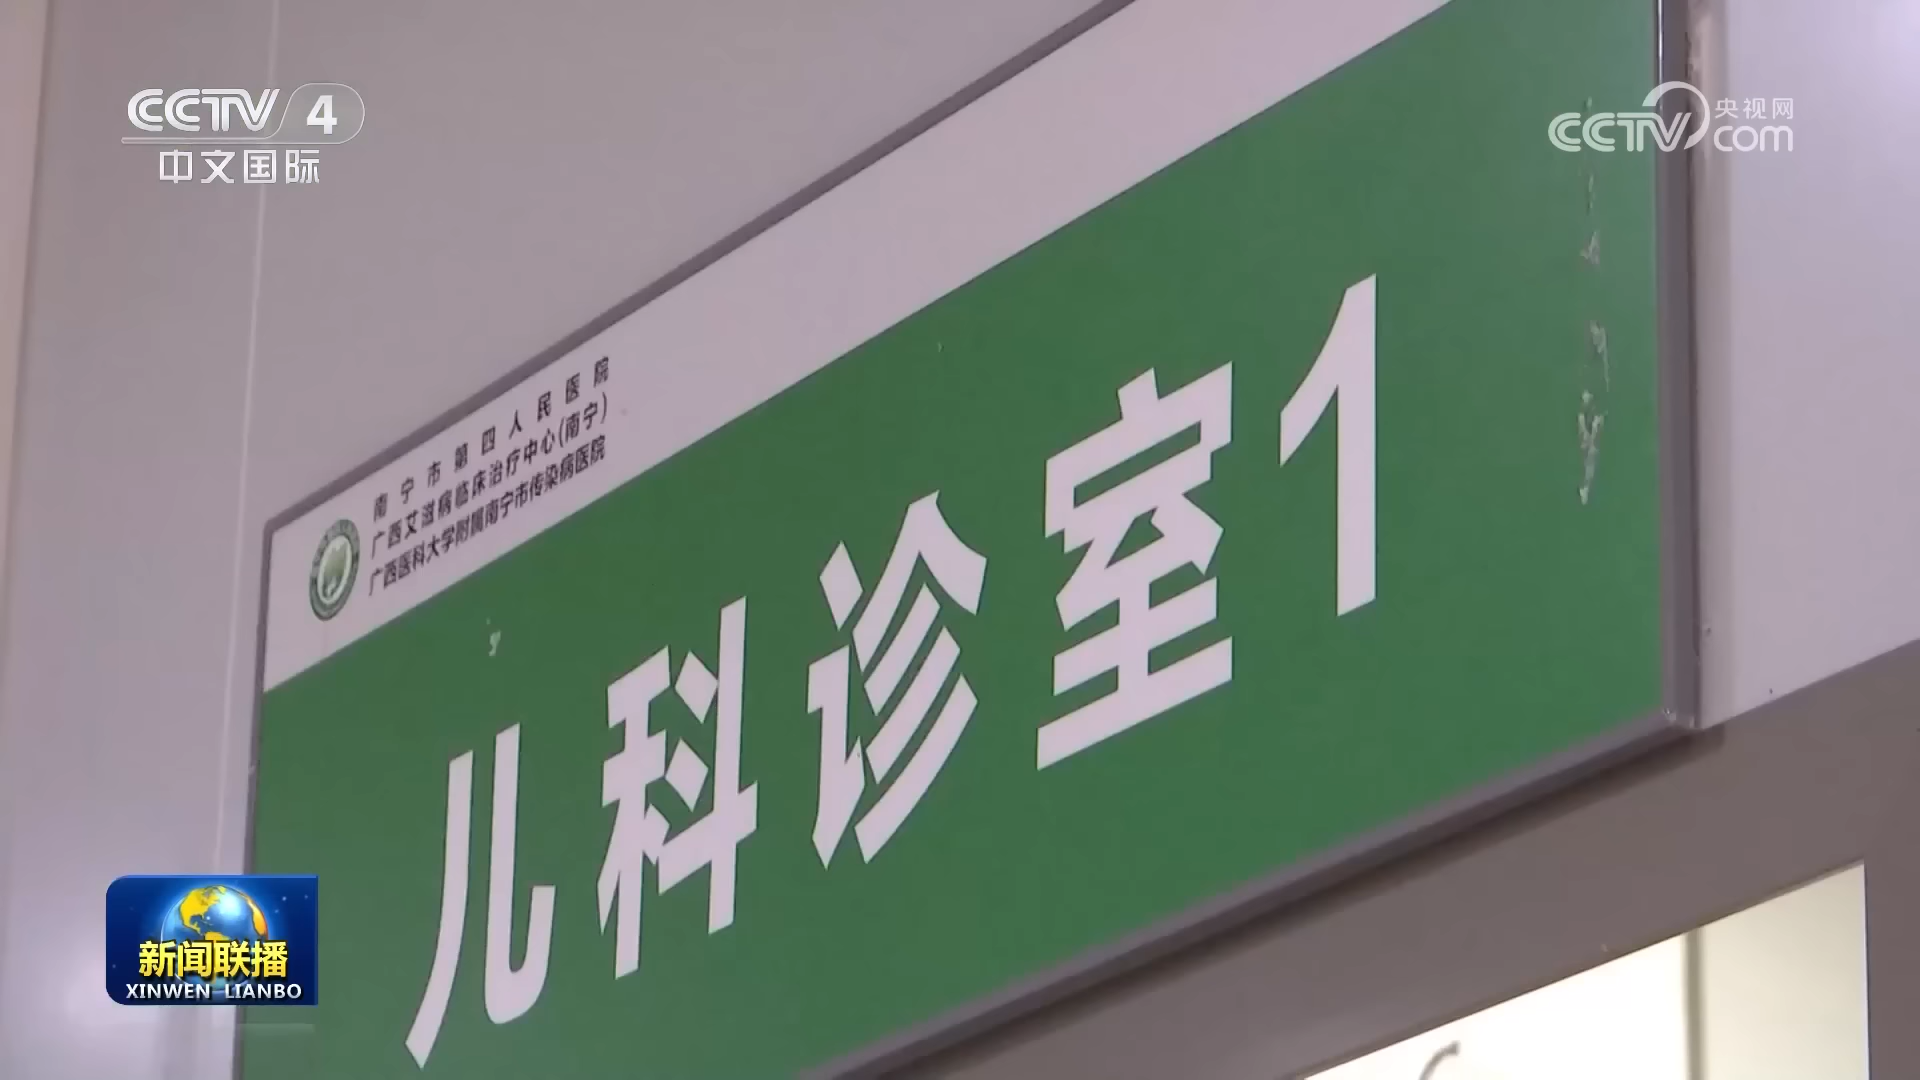 CCTV 4
中文国际
央视网
CCTV com
南宁市第四人民医院
广西艾滋病临床治疗中心(南宁)
广西医科大学附属南宁市传染病医院
儿科诊室1
新闻联播
XINWEN LIANBO